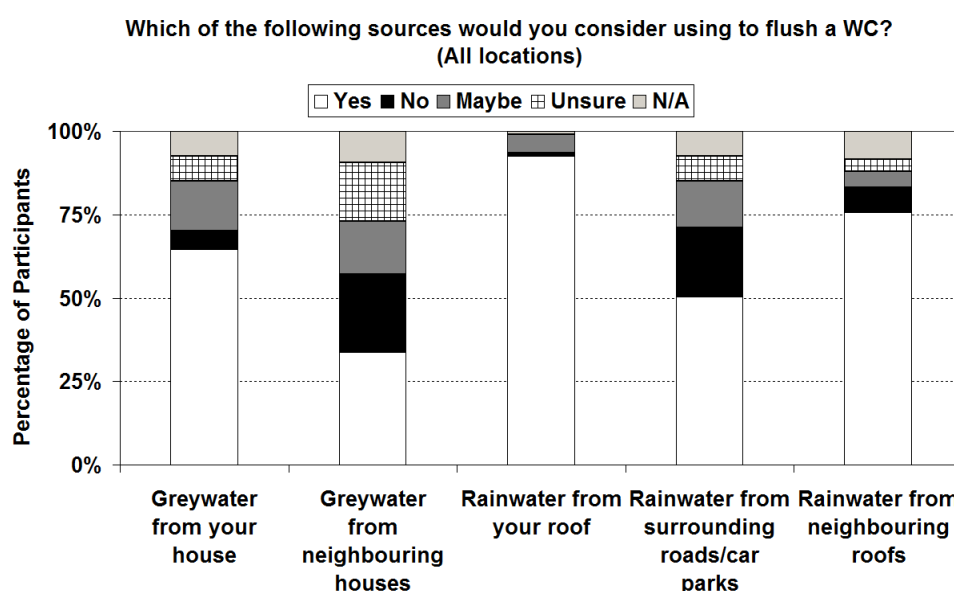 Which of the following sources would you consider using to flush a WC?
(All locations)
Yes No Maybe Unsure N/A
Percentage of Participants
100%
75%
50%
25%
0%
Greywater from your house
Greywater from neighbouring houses
Rainwater from your roof
Rainwater from surrounding roads/car parks
Rainwater from neighbouring roofs